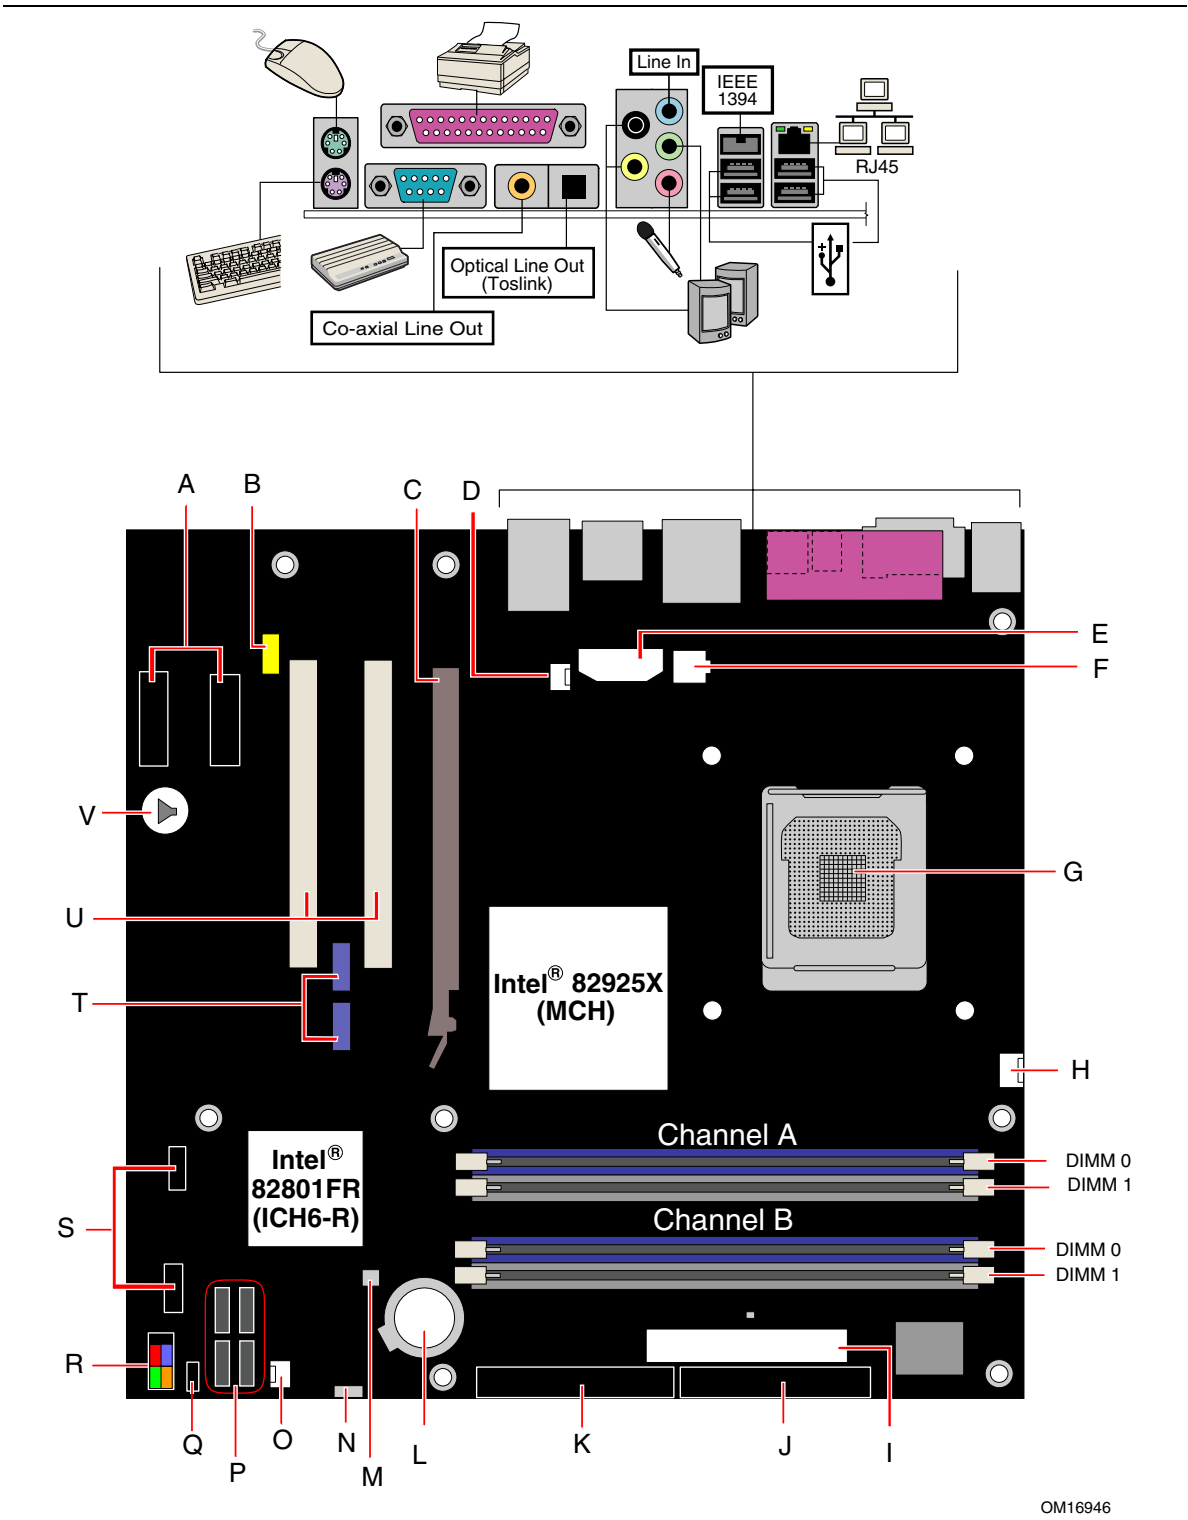 Line In
IEEE
1394
RJ45
Optical Line Out
(Toslink)
Co-axial Line Out
A
B
C
D
E
F
V
G
U
Intel® 82925X
(MCH)
T
H
Channel A
Intel®
82801FR
(ICH6-R)
DIMM 0
DIMM 1
S
Channel B
DIMM 0
DIMM 1
R
Q
P
O
N
M
L
K
J
I
OM16946